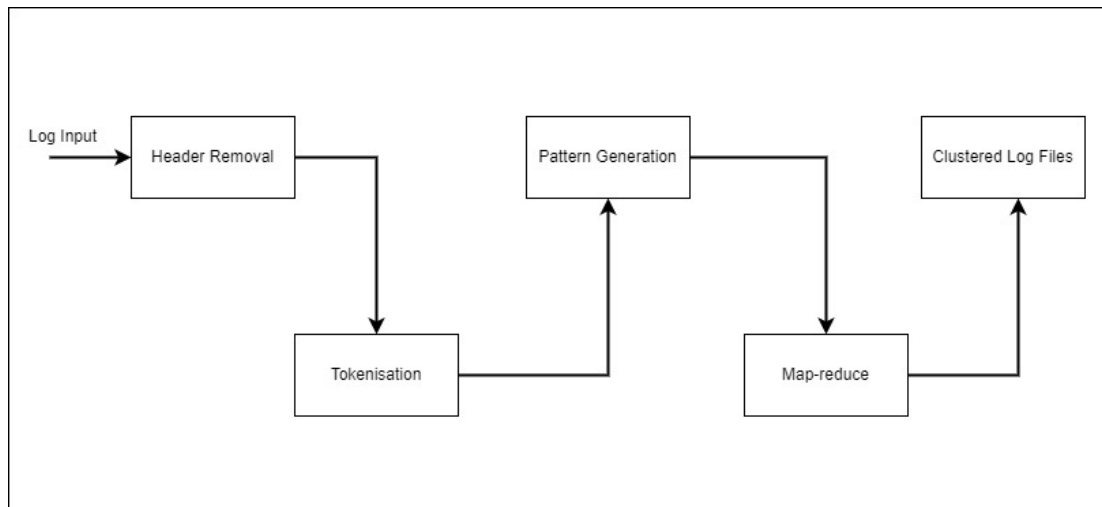 Log Input
Header Removal
Tokenisation
Pattern Generation
Map-reduce
Clustered Log Files